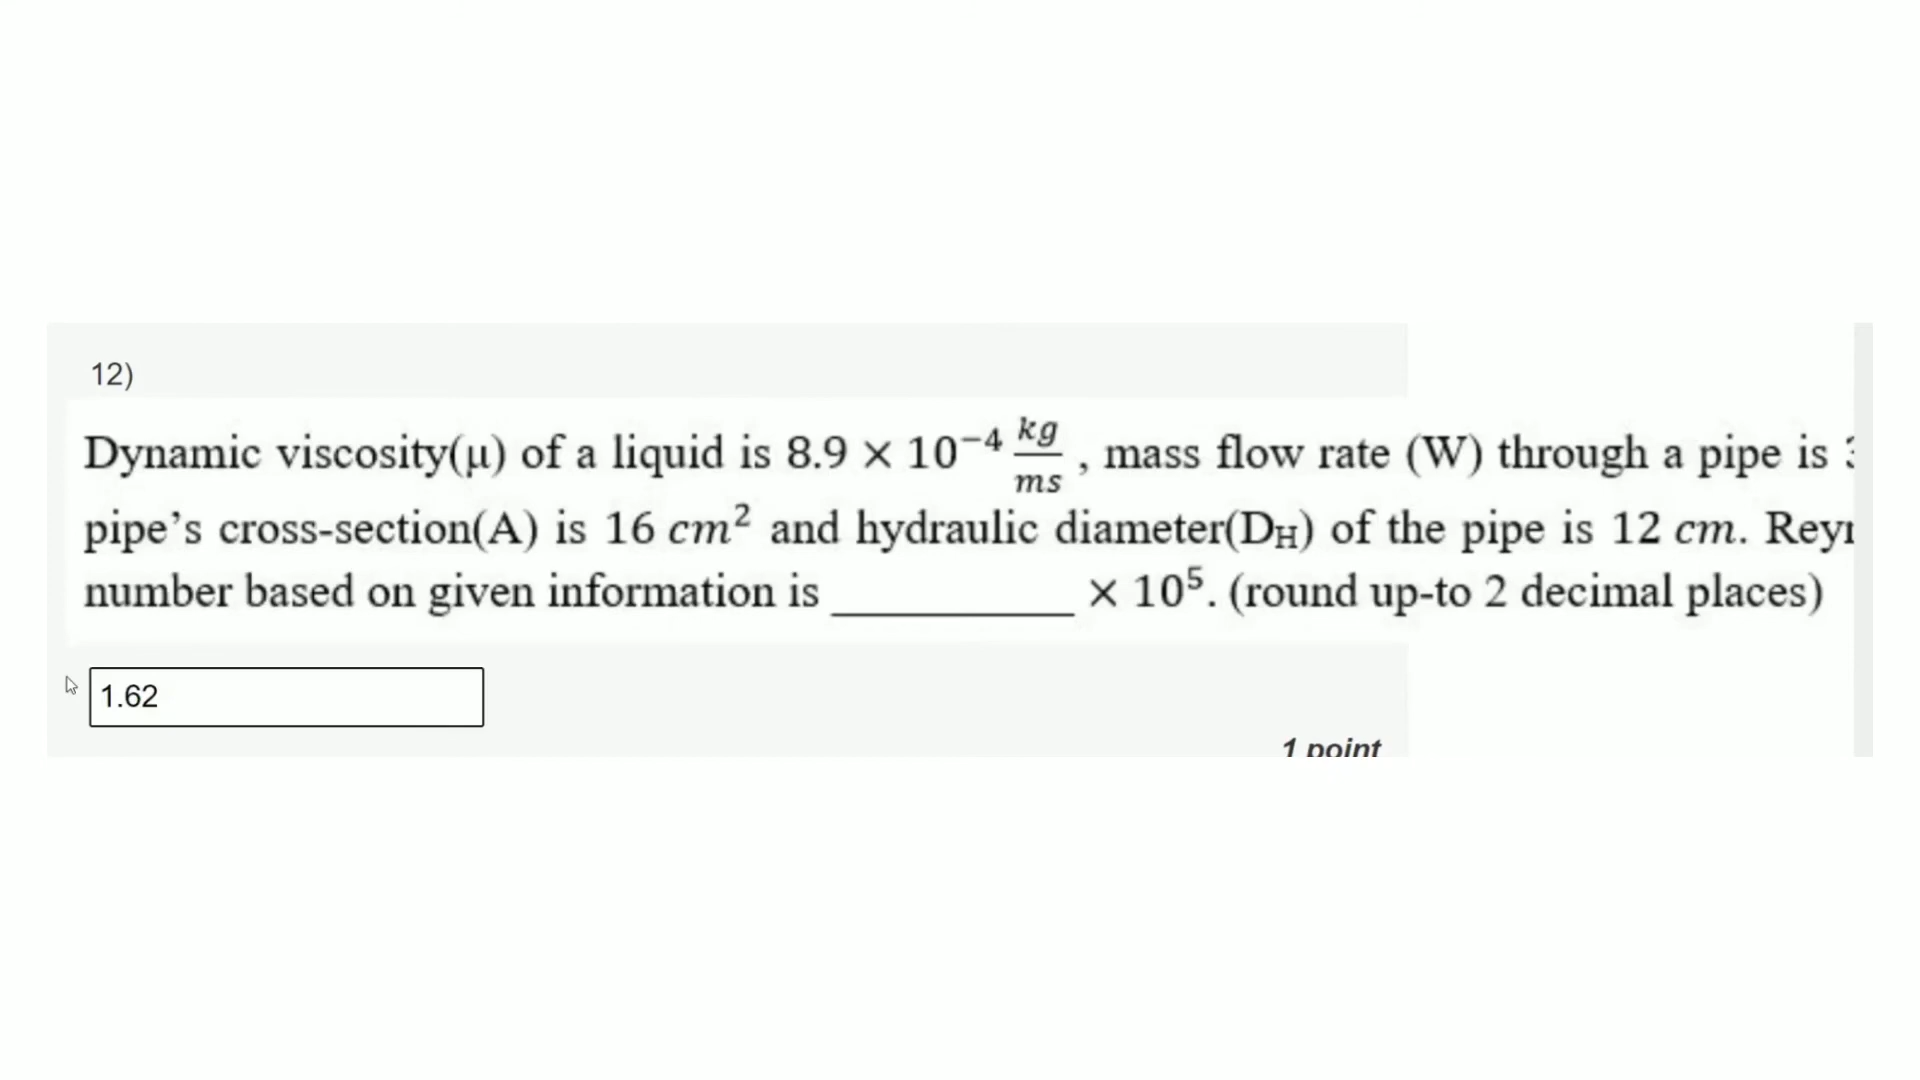 12)
Dynamic viscosity(μ) of a liquid is 8.9 × 10⁻⁴ kg/ms , mass flow rate (W) through a pipe is
pipe’s cross-section(A) is 16 cm² and hydraulic diameter(D_H) of the pipe is 12 cm.
number based on given information is __________ × 10⁵. (round up-to 2 decimal places)
1.62
1 point